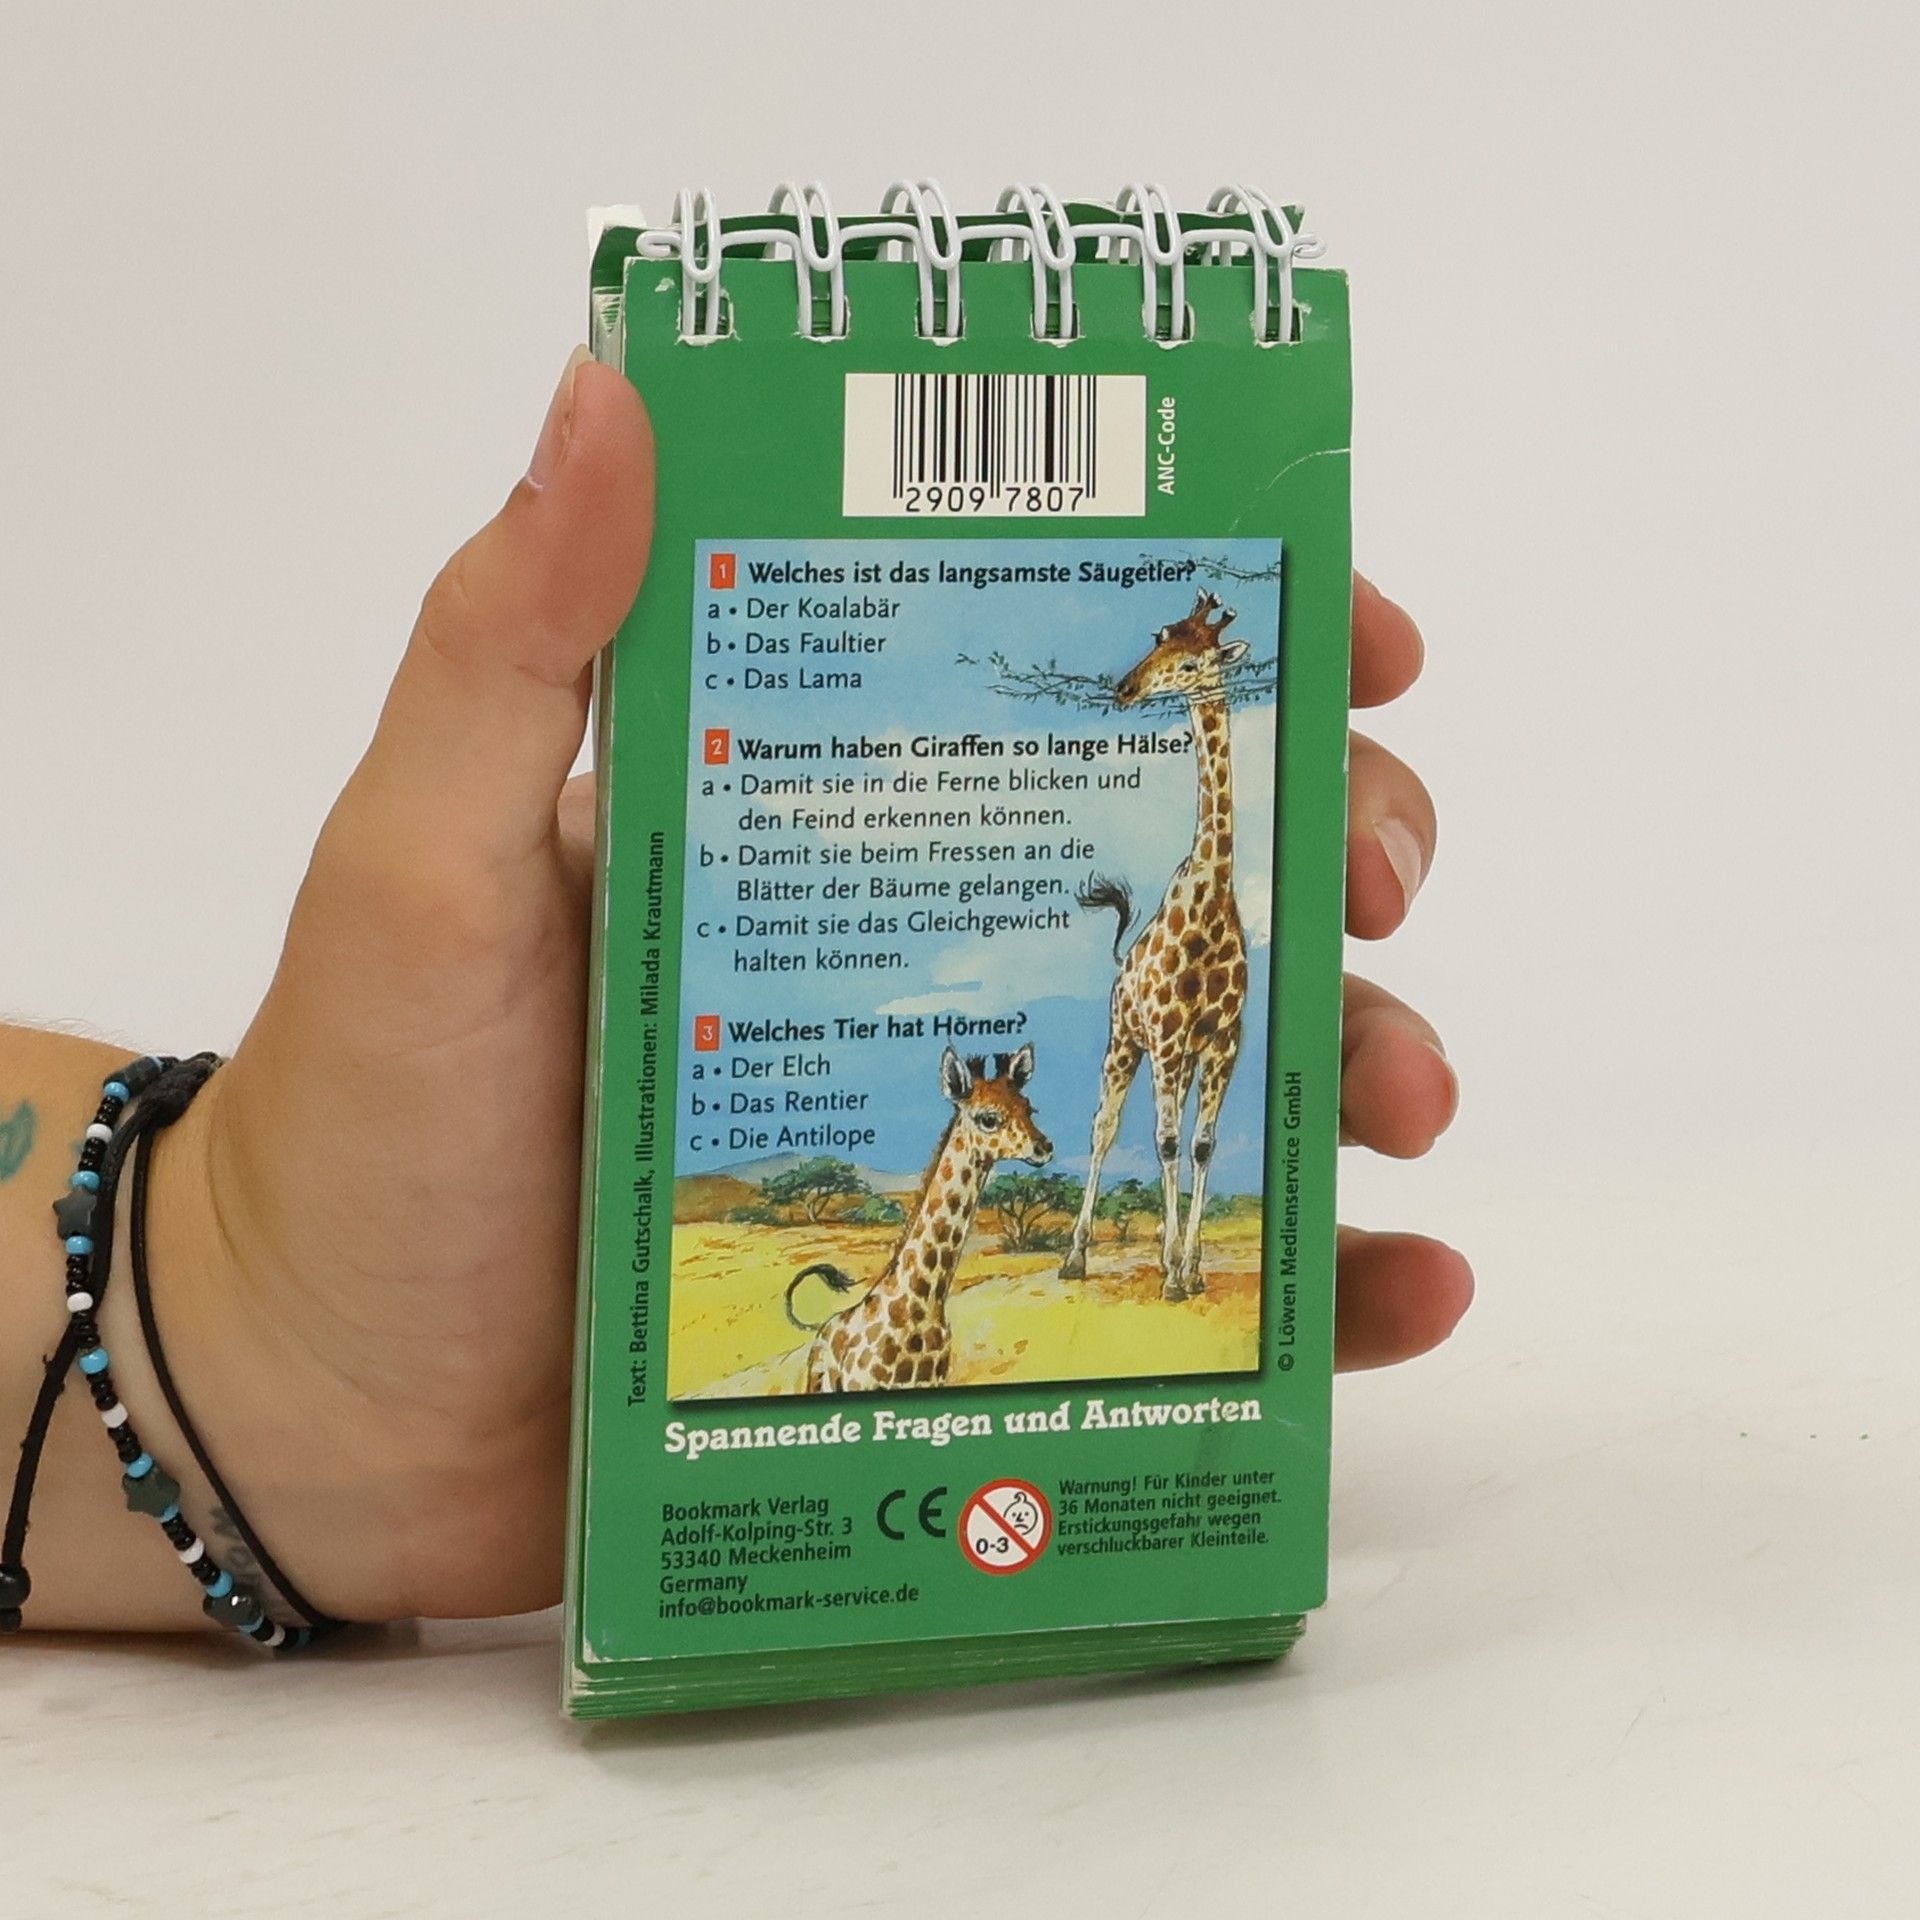 2909 7807
ANC-Code
1 Welches ist das langsamste Säugetier?
a • Der Koalabär
b • Das Faultier
c • Das Lama
2 Warum haben Giraffen so lange Hälse?
a • Damit sie in die Ferne blicken und
den Feind erkennen können.
b • Damit sie beim Fressen an die
Blätter der Bäume gelangen.
c • Damit sie das Gleichgewicht
halten können.
3 Welches Tier hat Hörner?
a • Der Elch
b • Das Rentier
c • Die Antilope
Text: Bettina Gutschalk, Illustrationen: Milada Krautmann
© Löwen Medienservice GmbH
Spannende Fragen und Antworten
Bookmark Verlag
Adolf-Kolping-Str. 3
53340 Meckenheim
Germany
info@bookmark-service.de
CE
0-3
Warnung! Für Kinder unter
36 Monaten nicht geeignet.
Erstickungsgefahr wegen
verschluckbarer Kleinteile.